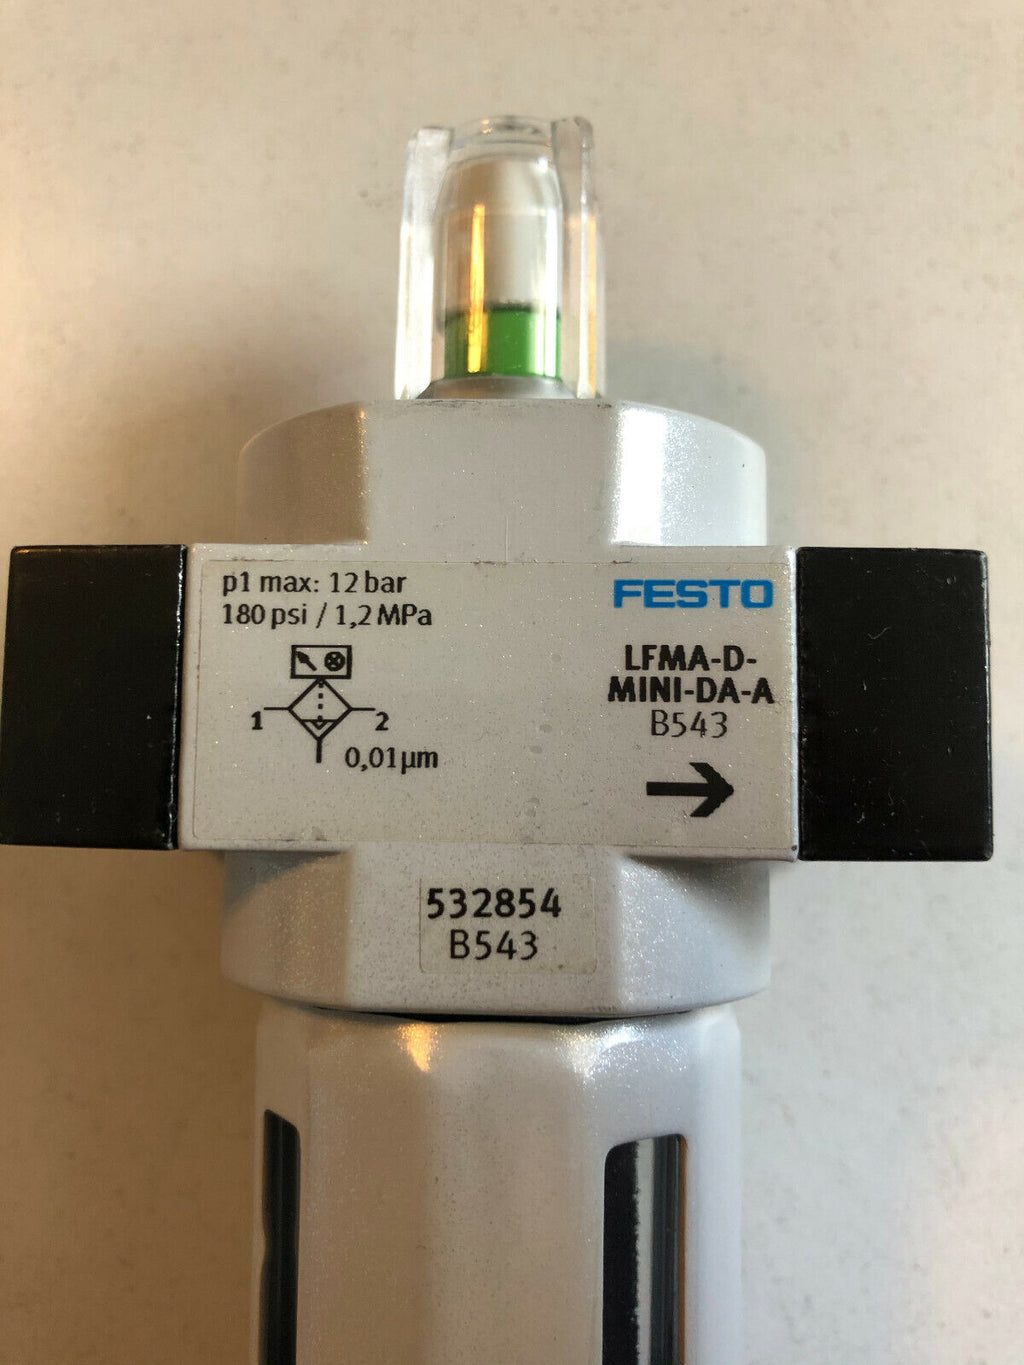 p1 max: 12 bar
180 psi / 1,2 MPa
1
2
0,01µm
FESTO
LFMA-D-
MINI-DA-A
B543
532854
B543